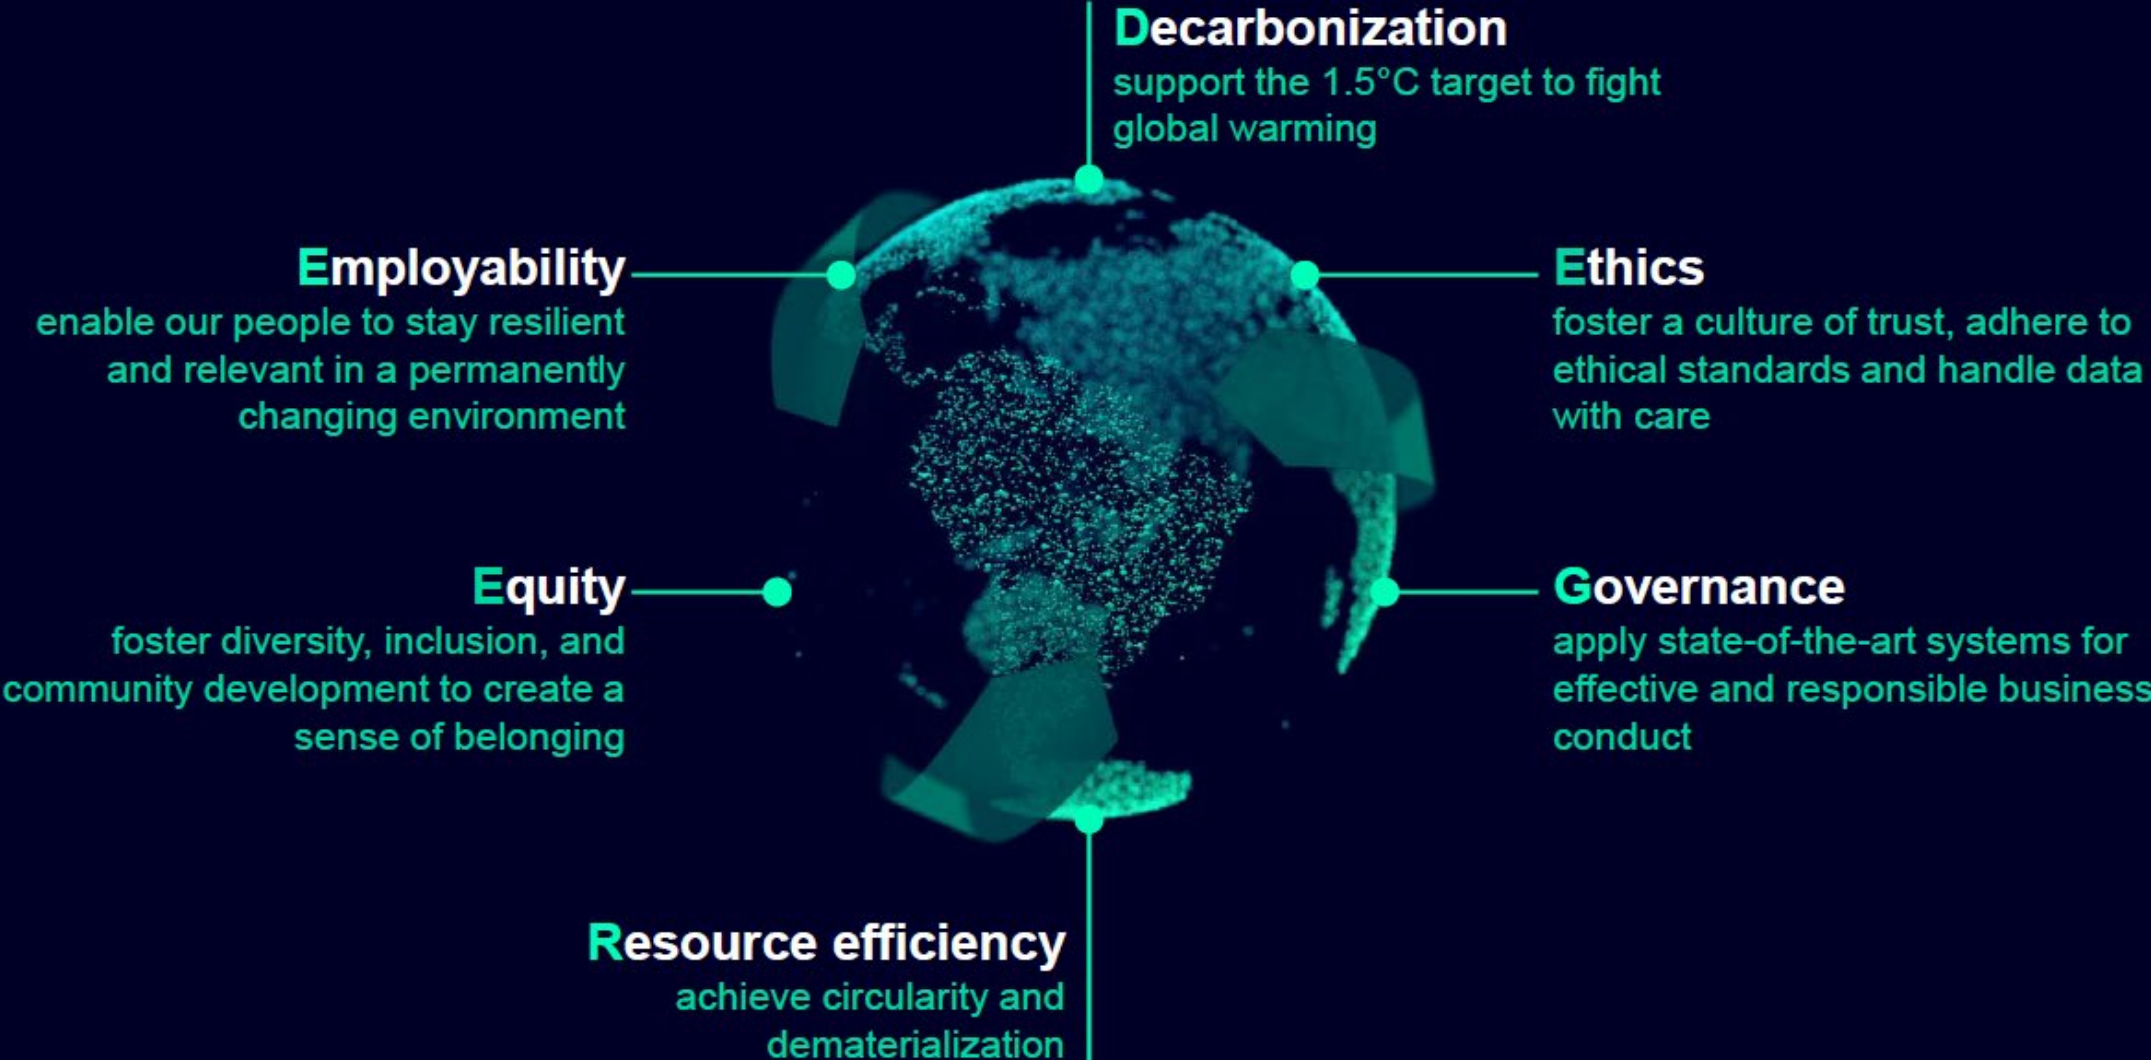 Decarbonization
support the 1.5°C target to fight
global warming
Ethics
foster a culture of trust, adhere to
ethical standards and handle data
with care
Governance
apply state-of-the-art systems for
effective and responsible business
conduct
Resource efficiency
achieve circularity and
dematerialization
Equity
foster diversity, inclusion, and
community development to create a
sense of belonging
Employability
enable our people to stay resilient
and relevant in a permanently
changing environment